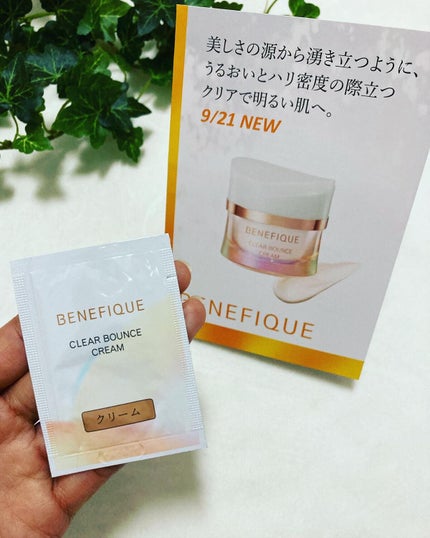 美しさの源から湧き立つように、
うるおいとハリ密度の際立つ
クリアで明るい肌へ。
9/21 NEW
BENEFIQUE
CLEAR BOUNCE
CREAM
BENEFIQUE
BENEFIQUE
CLEAR BOUNCE
CREAM
クリーム